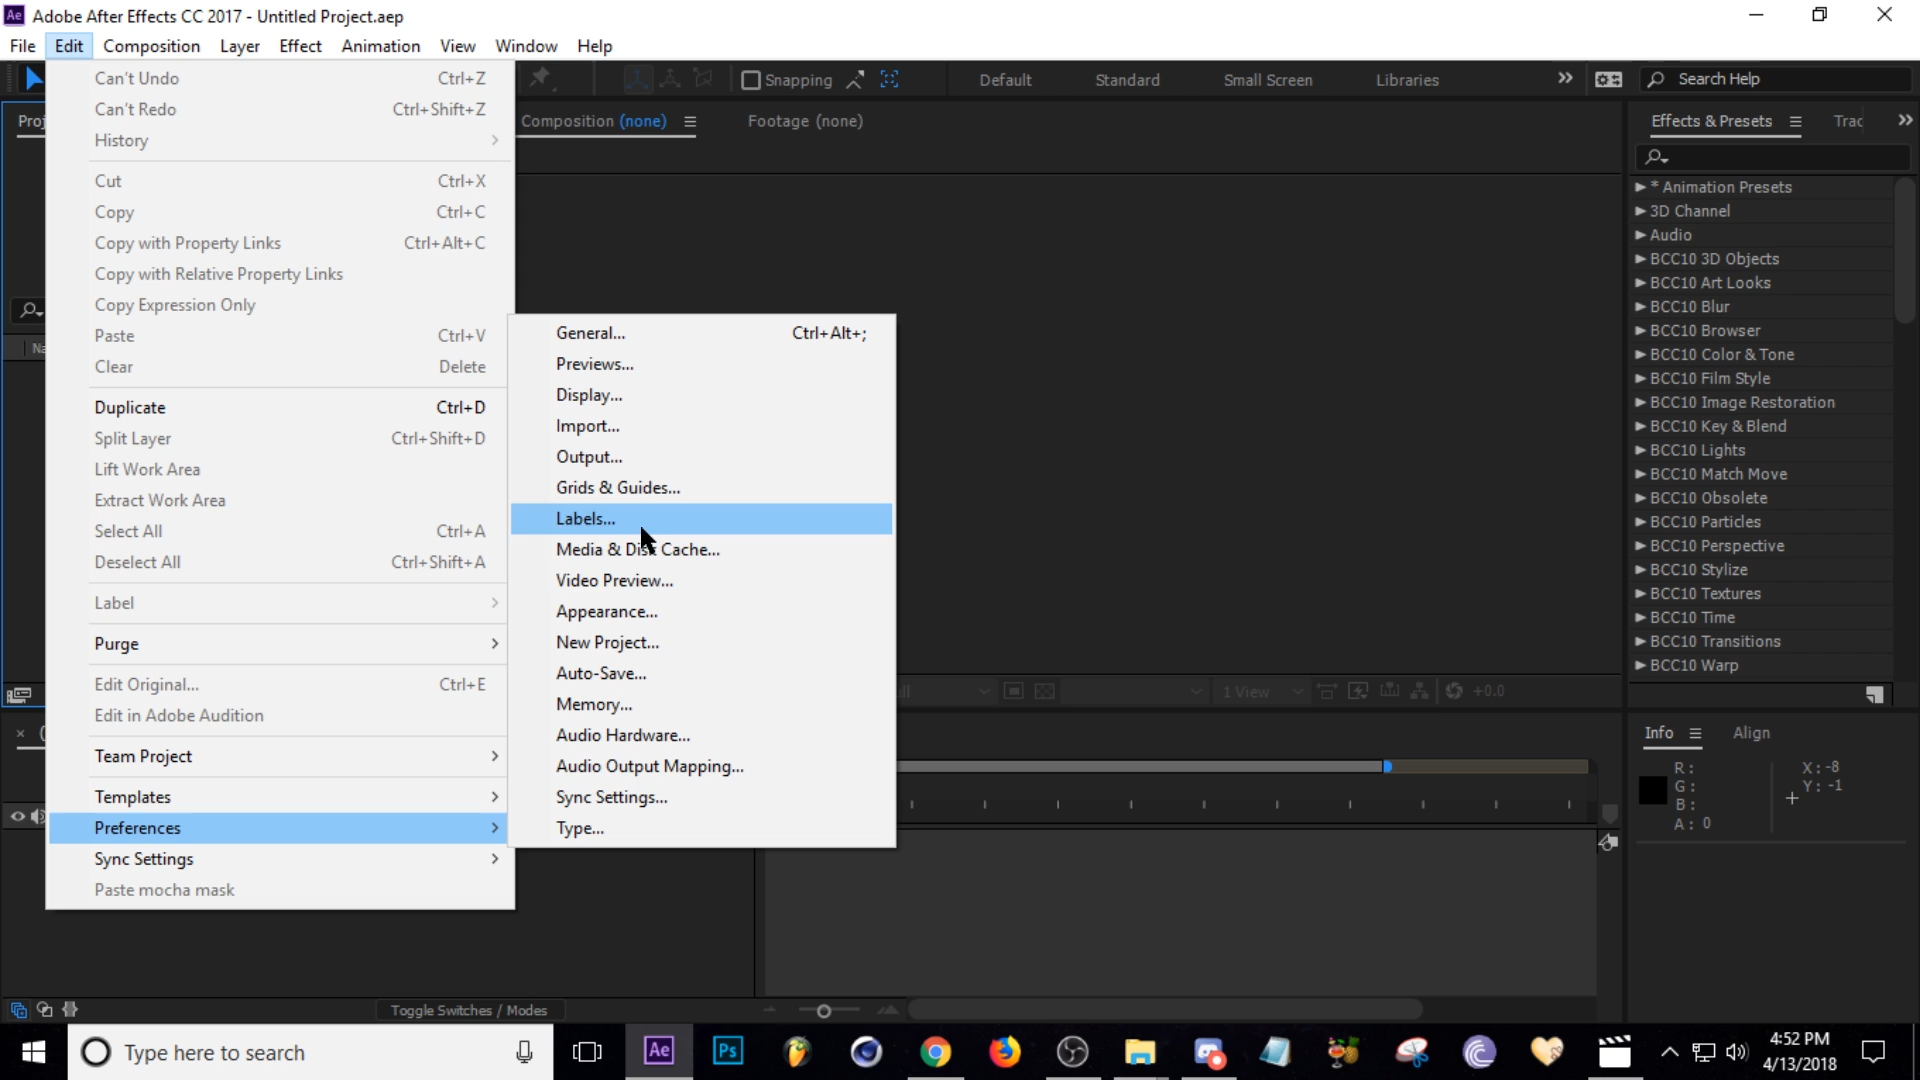 Ae Adobe After Effects CC 2017 - Untitled Project.aep
File Edit Composition Layer Effect Animation View Window Help
Snapping Default Standard Small Screen Libraries Search Help
Composition (none) Footage (none)
Effects & Presets
Can't Undo Ctrl+Z
Can't Redo Ctrl+Shift+Z
History
Cut Ctrl+X
Copy Ctrl+C
Copy with Property Links Ctrl+Alt+C
Copy with Relative Property Links
Copy Expression Only
Paste Ctrl+V
Clear Delete
Duplicate Ctrl+D
Split Layer Ctrl+Shift+D
Lift Work Area
Extract Work Area
Select All Ctrl+A
Deselect All Ctrl+Shift+A
Label
Purge
Edit Original... Ctrl+E
Edit in Adobe Audition
Team Project
Templates
Preferences
Sync Settings
Paste mocha mask
General... Ctrl+Alt+;
Previews...
Display...
Import...
Output...
Grids & Guides...
Labels...
Media & Disk Cache...
Video Preview...
Appearance...
New Project...
Auto-Save...
Memory...
Audio Hardware...
Audio Output Mapping...
Sync Settings...
Type...
* Animation Presets
3D Channel
Audio
BCC10 3D Objects
BCC10 Art Looks
BCC10 Blur
BCC10 Browser
BCC10 Color & Tone
BCC10 Film Style
BCC10 Image Restoration
BCC10 Key & Blend
BCC10 Lights
BCC10 Match Move
BCC10 Obsolete
BCC10 Particles
BCC10 Perspective
BCC10 Stylize
BCC10 Textures
BCC10 Time
BCC10 Transitions
BCC10 Warp
1 View +0.0
Info Align
R: X: -8
G: Y: -1
B:
A: 0
Toggle Switches / Modes
Type here to search
Ae Ps
4:52 PM
4/13/2018